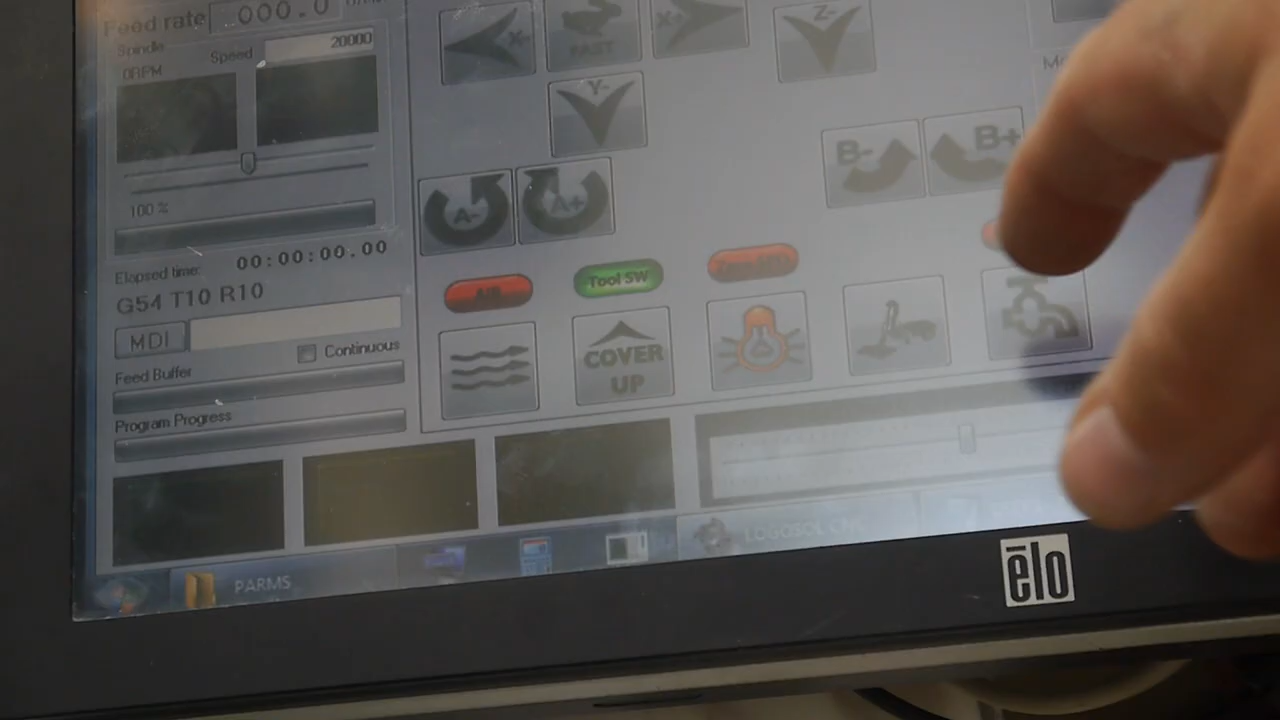 Feed rate 000.0
Spindle
Speed 20000
0RPM
100 %
Elapsed time: 00:00:00.00
G54 T10 R10
MDI
Continuous
Feed Buffer
Program Progress
X-
FAST
X+
Z-
Y-
B-
B+
A-
A+
Tool SW
COVER
UP
PARMS
LOGOSOL
elo